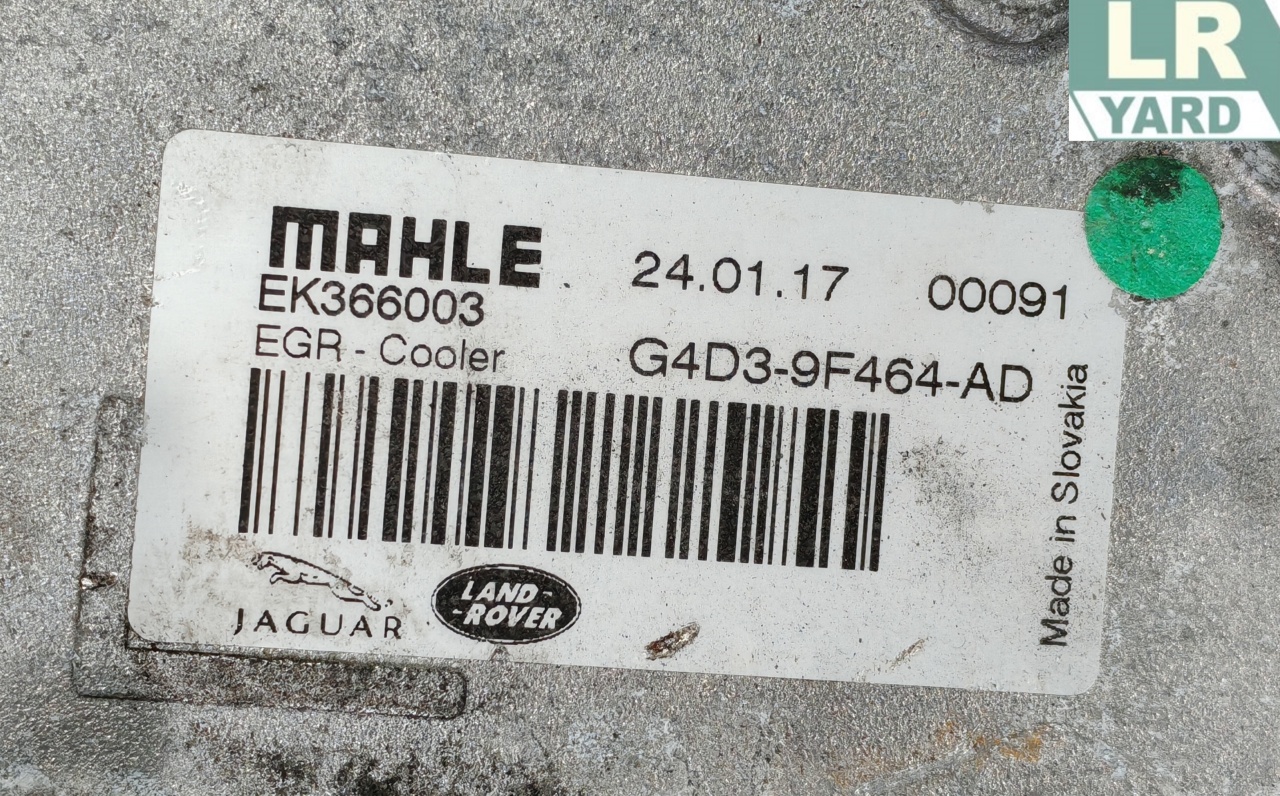 LR
YARD
MAHLE
24.01.17
00091
EK366003
EGR - Cooler
G4D3-9F464-AD
Made in Slovakia
JAGUAR
LAND-
-ROVER